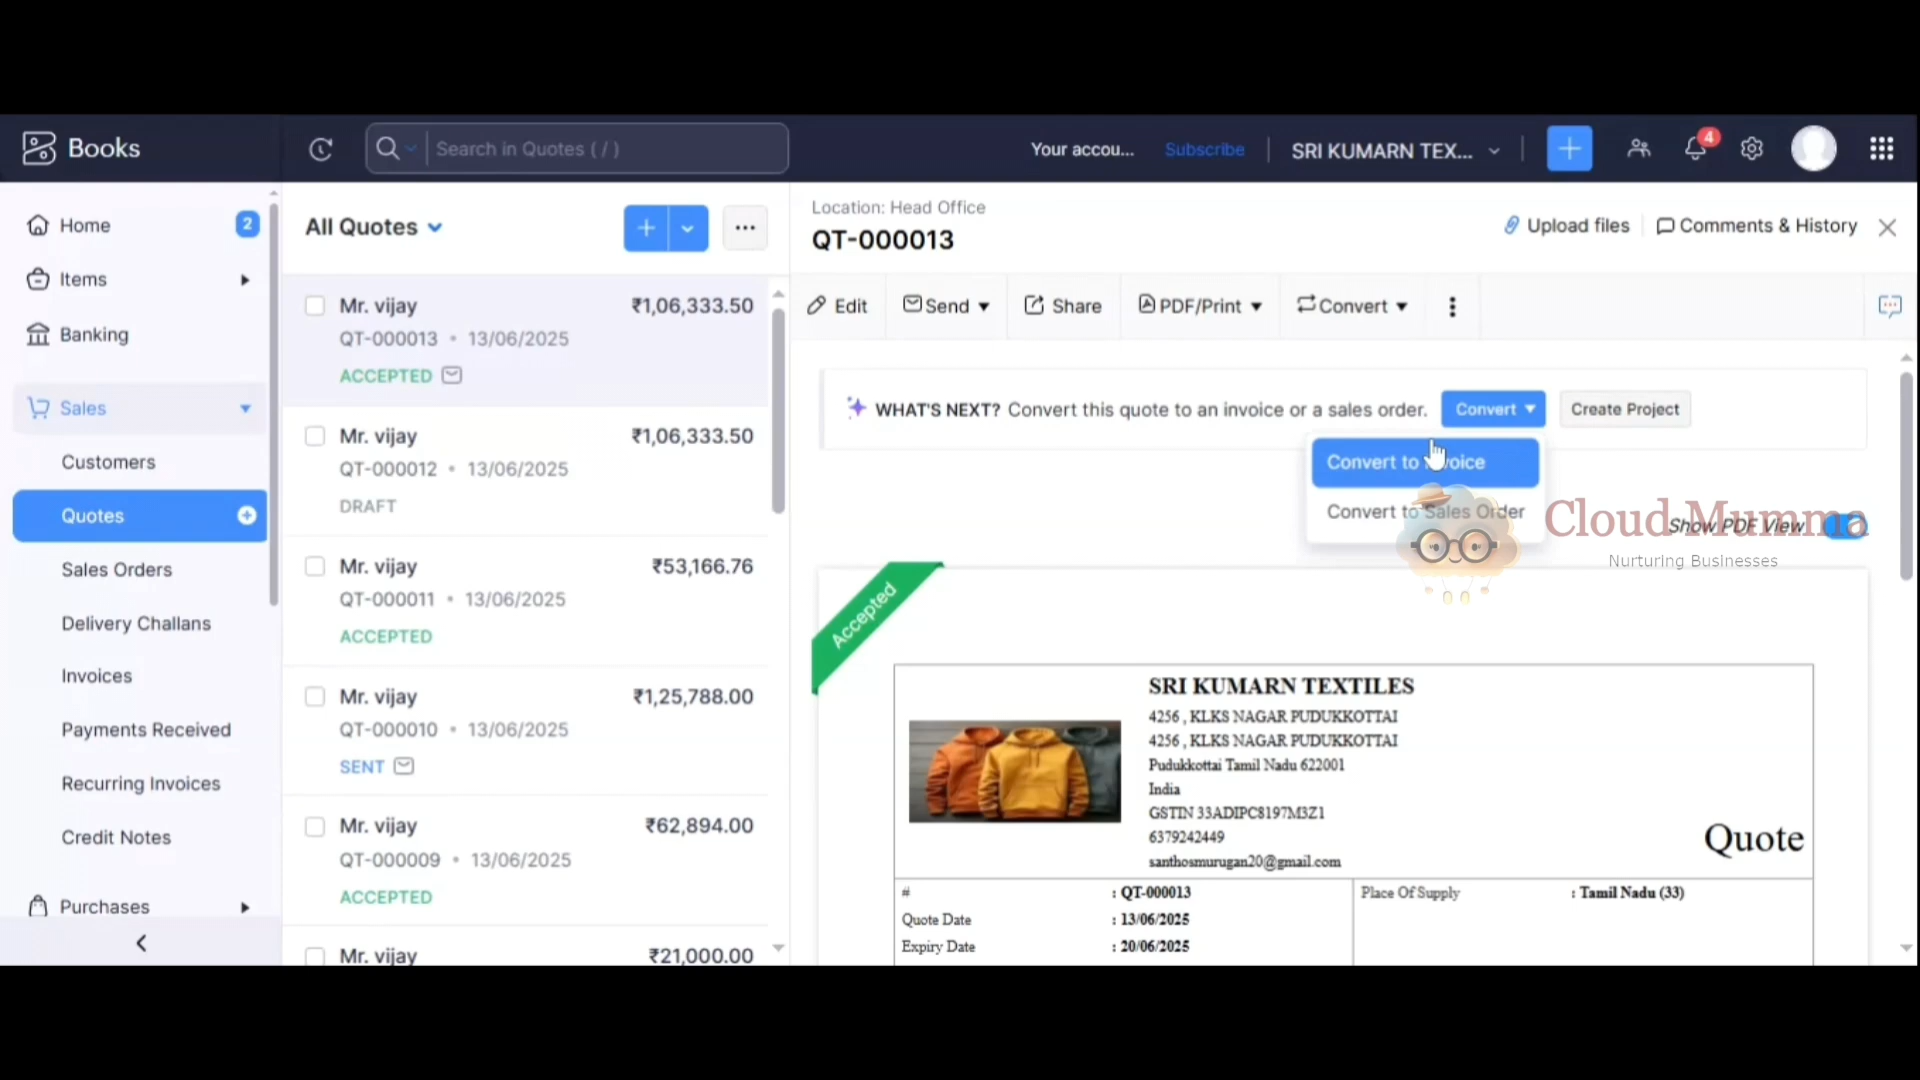 Books
Search in Quotes ( / )
Your accou...
Subscribe
SRI KUMARN TEX...
4
Home
2
Items
Banking
Sales
Customers
Quotes
Sales Orders
Delivery Challans
Invoices
Payments Received
Recurring Invoices
Credit Notes
Purchases
All Quotes
Mr. vijay ₹1,06,333.50
QT-000013 • 13/06/2025
ACCEPTED
Mr. vijay ₹1,06,333.50
QT-000012 • 13/06/2025
DRAFT
Mr. vijay ₹53,166.76
QT-000011 • 13/06/2025
ACCEPTED
Mr. vijay ₹1,25,788.00
QT-000010 • 13/06/2025
SENT
Mr. vijay ₹62,894.00
QT-000009 • 13/06/2025
ACCEPTED
Mr. vijay ₹21,000.00
Location: Head Office
QT-000013
Upload files
Comments & History
Edit
Send
Share
PDF/Print
Convert
WHAT'S NEXT? Convert this quote to an invoice or a sales order.
Convert
Create Project
Convert to Invoice
Convert to Sales Order
Cloud Mumma
Show PDF View
Nurturing Businesses
Accepted
SRI KUMARN TEXTILES
4256 , KLKS NAGAR PUDUKKOTTAI
4256 , KLKS NAGAR PUDUKKOTTAI
Pudukkottai Tamil Nadu 622001
India
GSTIN 33ADIPC8197M3Z1
6379242449
santhosmurugan20@gmail.com
Quote
# : QT-000013
Quote Date : 13/06/2025
Expiry Date : 20/06/2025
Place Of Supply : Tamil Nadu (33)